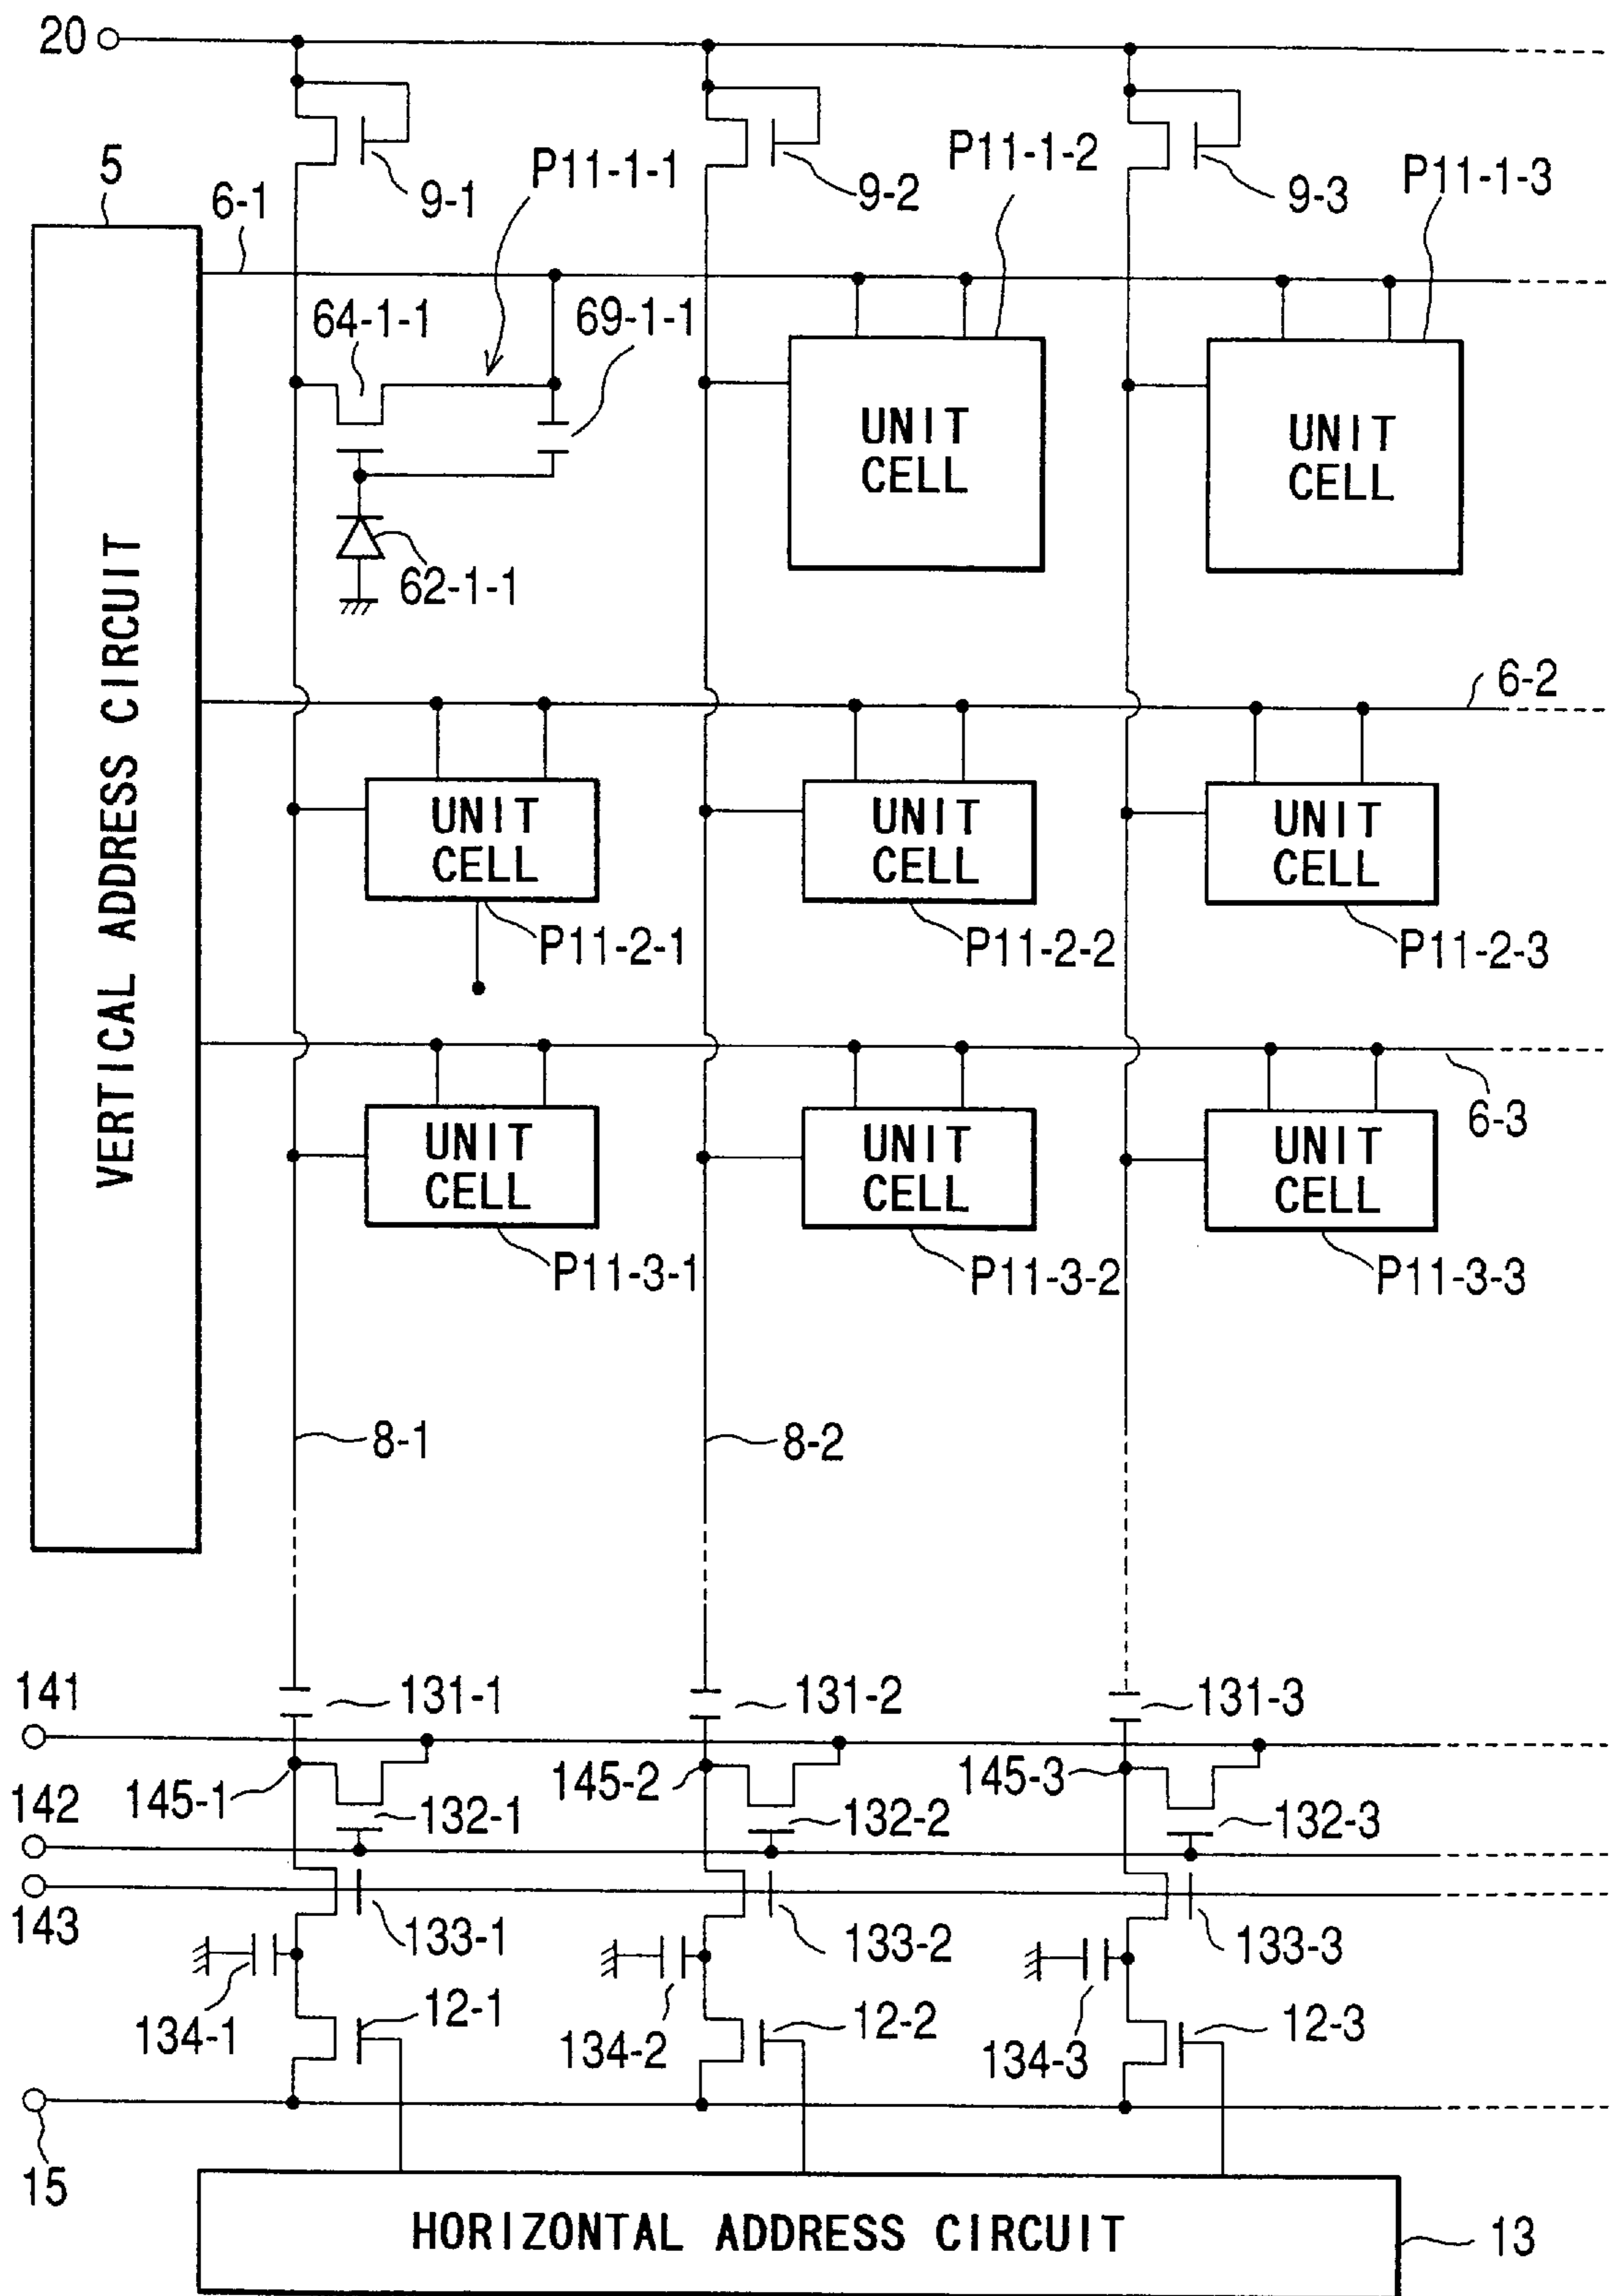 20
5
6-1
9-1
P11-1-1
9-2
P11-1-2
9-3
P11-1-3
64-1-1
69-1-1
UNIT
CELL
UNIT
CELL
62-1-1
VERTICAL ADDRESS CIRCUIT
6-2
UNIT
CELL
UNIT
CELL
UNIT
CELL
P11-2-1
P11-2-2
P11-2-3
6-3
UNIT
CELL
UNIT
CELL
UNIT
CELL
P11-3-1
P11-3-2
P11-3-3
8-1
8-2
141
131-1
131-2
131-3
145-1
145-2
145-3
142
132-1
132-2
132-3
143
133-1
133-2
133-3
134-1
12-1
134-2
12-2
134-3
12-3
15
HORIZONTAL ADDRESS CIRCUIT
13